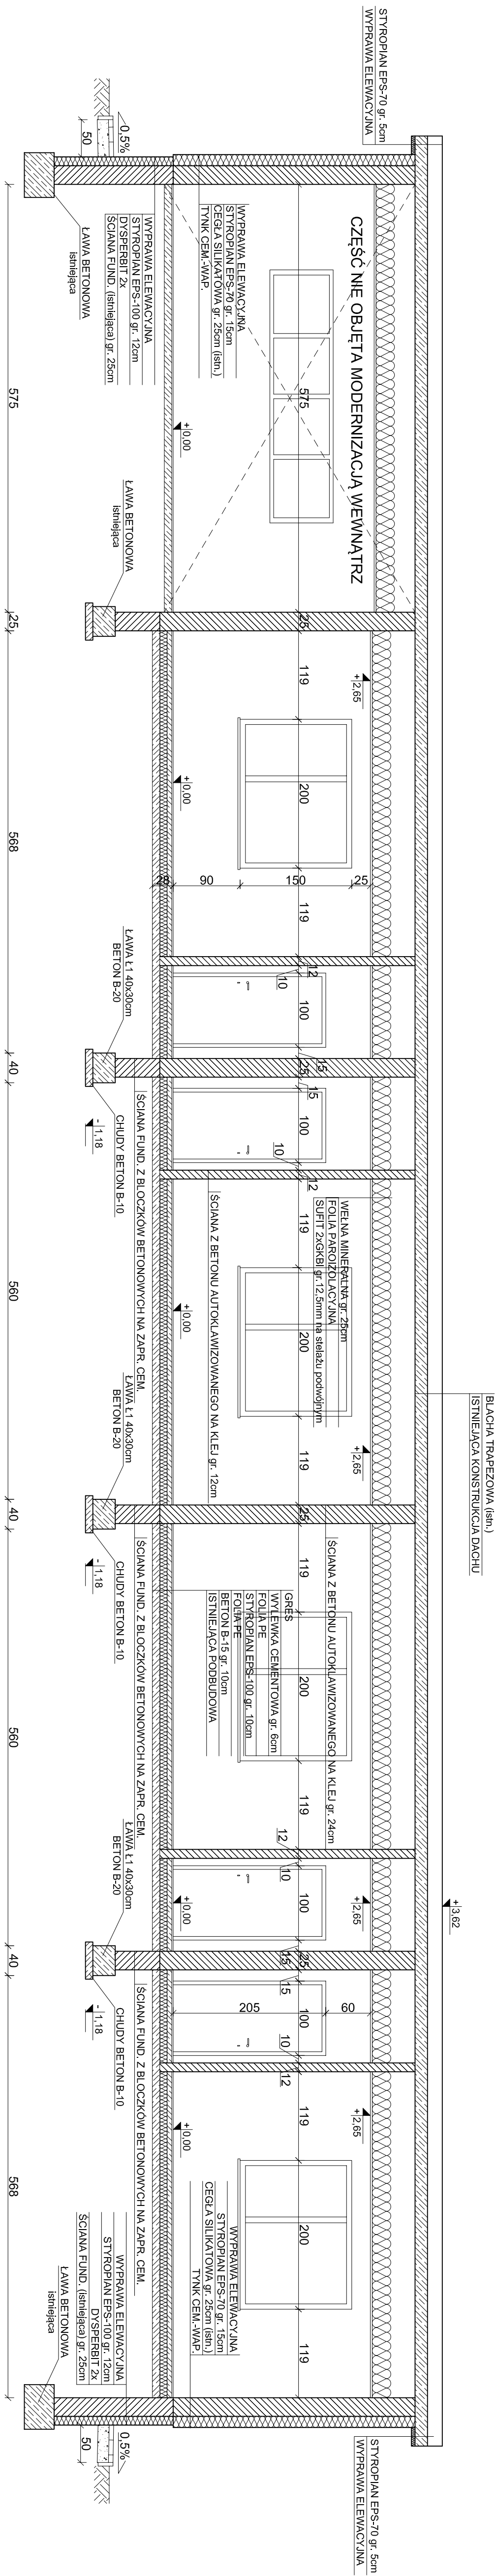 STYROPIAN EPS-70 gr. 5cm
WYPRAWA ELEWACYJNA
BLACHA TRAPEZOWA (istn.)
ISTNIEJĄCA KONSTRUKCJA DACHU
+3,62
STYROPIAN EPS-70 gr. 5cm
WYPRAWA ELEWACYJNA
CZĘŚĆ NIE OBJĘTA MODERNIZACJĄ WEWNĄTRZ
WYPRAWA ELEWACYJNA
STYROPIAN EPS-70 gr. 15cm
CEGŁA SILIKATOWA gr. 25cm (istn.)
TYNK CEM.-WAP.
575
+0,00
0,5%
50
WYPRAWA ELEWACYJNA
STYROPIAN EPS-100 gr. 12cm
DYSPERBIT 2x
ŚCIANA FUND. (istniejąca) gr. 25cm
ŁAWA BETONOWA
istniejąca
ŁAWA BETONOWA
istniejąca
25
119
+2,65
200
+0,00
119
25
150
90
28
12
10
100
15
25
15
100
10
12
ŁAWA Ł1 40x30cm
BETON B-20
CHUDY BETON B-10
-1,18
ŚCIANA FUND. Z BLOCZKÓW BETONOWYCH NA ZAPR. CEM.
ŚCIANA Z BETONU AUTOKLAWIZOWANEGO NA KLEJ gr. 12cm
WEŁNA MINERALNA gr. 25cm
FOLIA PAROIZOLACYJNA
SUFIT 2xGKBI gr.12,5mm na stelażu podwójnym
119
119
+2,65
+0,00
25
ŁAWA Ł1 40x30cm
BETON B-20
CHUDY BETON B-10
-1,18
ŚCIANA FUND. Z BLOCZKÓW BETONOWYCH NA ZAPR. CEM.
ŚCIANA Z BETONU AUTOKLAWIZOWANEGO NA KLEJ gr. 24cm
GRES
WYLEWKA CEMENTOWA gr. 6cm
FOLIA PE
STYROPIAN EPS-100 gr. 10cm
FOLIA PE
BETON B-15 gr. 10cm
ISTNIEJĄCA PODBUDOWA
119
200
119
12
10
100
+2,65
+0,00
15
25
15
100
10
12
205
60
ŁAWA Ł1 40x30cm
BETON B-20
CHUDY BETON B-10
-1,18
ŚCIANA FUND. Z BLOCZKÓW BETONOWYCH NA ZAPR. CEM.
119
+2,65
200
+0,00
119
WYPRAWA ELEWACYJNA
STYROPIAN EPS-70 gr. 15cm
CEGŁA SILIKATOWA gr. 25cm (istn.)
TYNK CEM.-WAP.
WYPRAWA ELEWACYJNA
STYROPIAN EPS-100 gr. 12cm
DYSPERBIT 2x
ŚCIANA FUND. (istniejąca) gr. 25cm
ŁAWA BETONOWA
istniejąca
0,5%
50
575
25
568
40
560
40
560
40
568